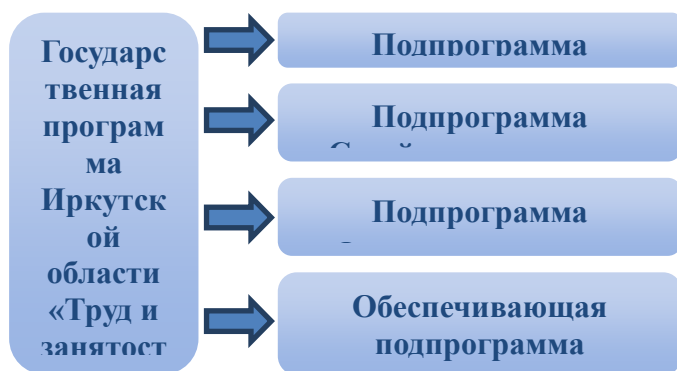 Государс
твенная
програм
ма
Иркутск
ой
области
«Труд и
занятост
Подпрограмма
Подпрограмма
Подпрограмма
Обеспечивающая
подпрограмма